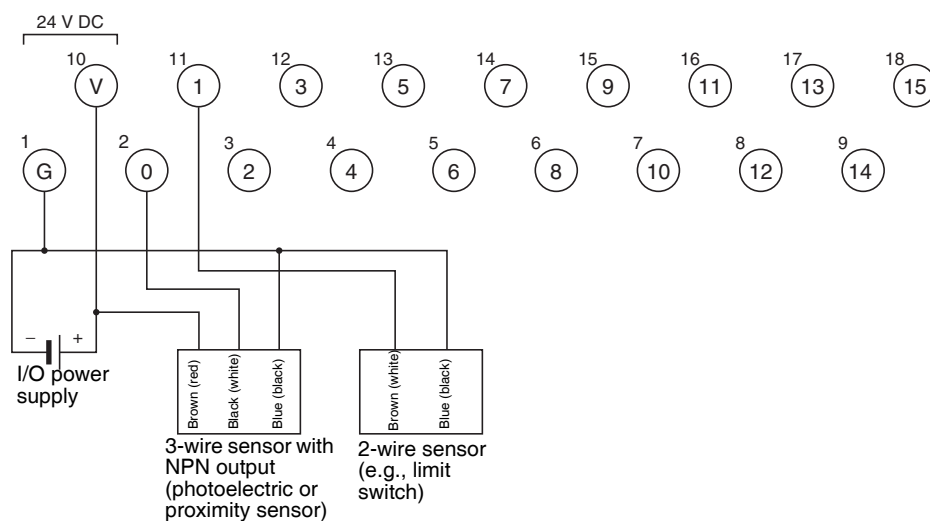 24 V DC
10 11 12 13 14 15 16 17 18
V 1 3 5 7 9 11 13 15
1 2 3 4 5 6 7 8 9
G 0 2 4 6 8 10 12 14
− +
I/O power
supply
Brown (red)
Black (white)
Blue (black)
Brown (white)
Blue (black)
3-wire sensor with
NPN output
(photoelectric or
proximity sensor)
2-wire sensor
(e.g., limit
switch)